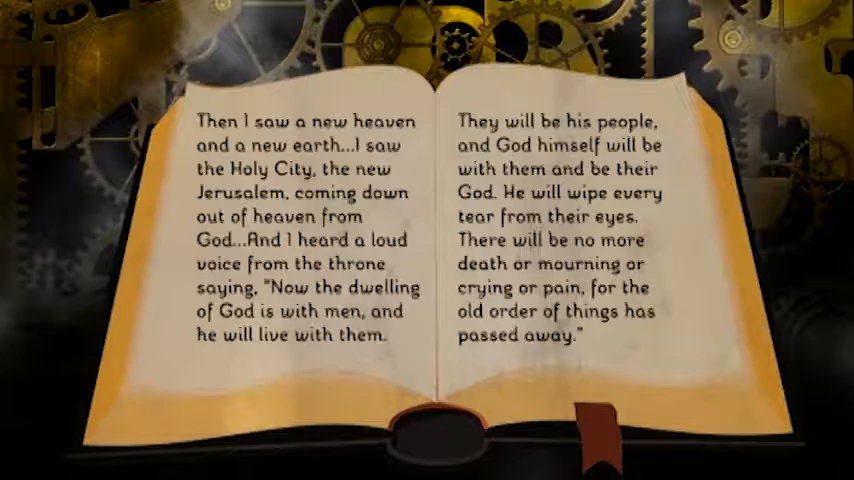 Then I saw a new heaven
and a new earth...I saw
the Holy City, the new
Jerusalem, coming down
out of heaven from
God...And I heard a loud
voice from the throne
saying, "Now the dwelling
of God is with men, and
he will live with them.
They will be his people,
and God himself will be
with them and be their
God. He will wipe every
tear from their eyes.
There will be no more
death or mourning or
crying or pain, for the
old order of things has
passed away."